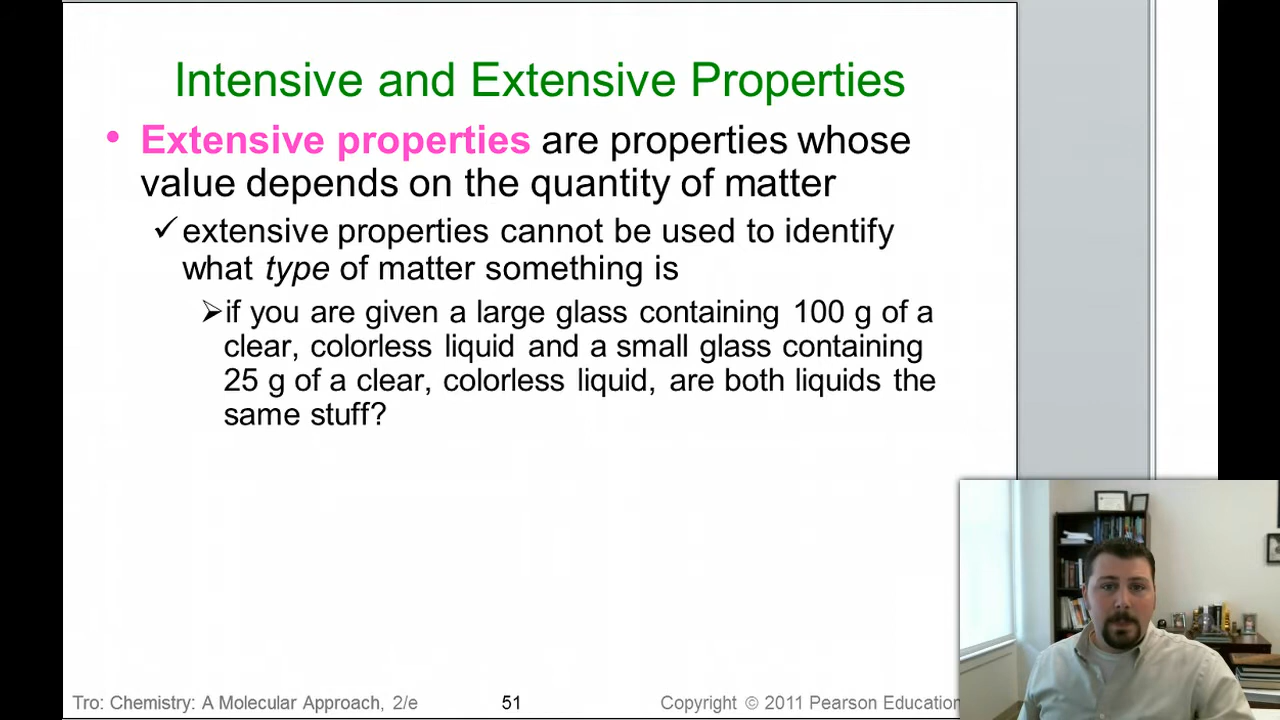 Intensive and Extensive Properties
• Extensive properties are properties whose
value depends on the quantity of matter
✓extensive properties cannot be used to identify
what type of matter something is
➢if you are given a large glass containing 100 g of a
clear, colorless liquid and a small glass containing
25 g of a clear, colorless liquid, are both liquids the
same stuff?
Tro: Chemistry: A Molecular Approach, 2/e 51 Copyright © 2011 Pearson Education